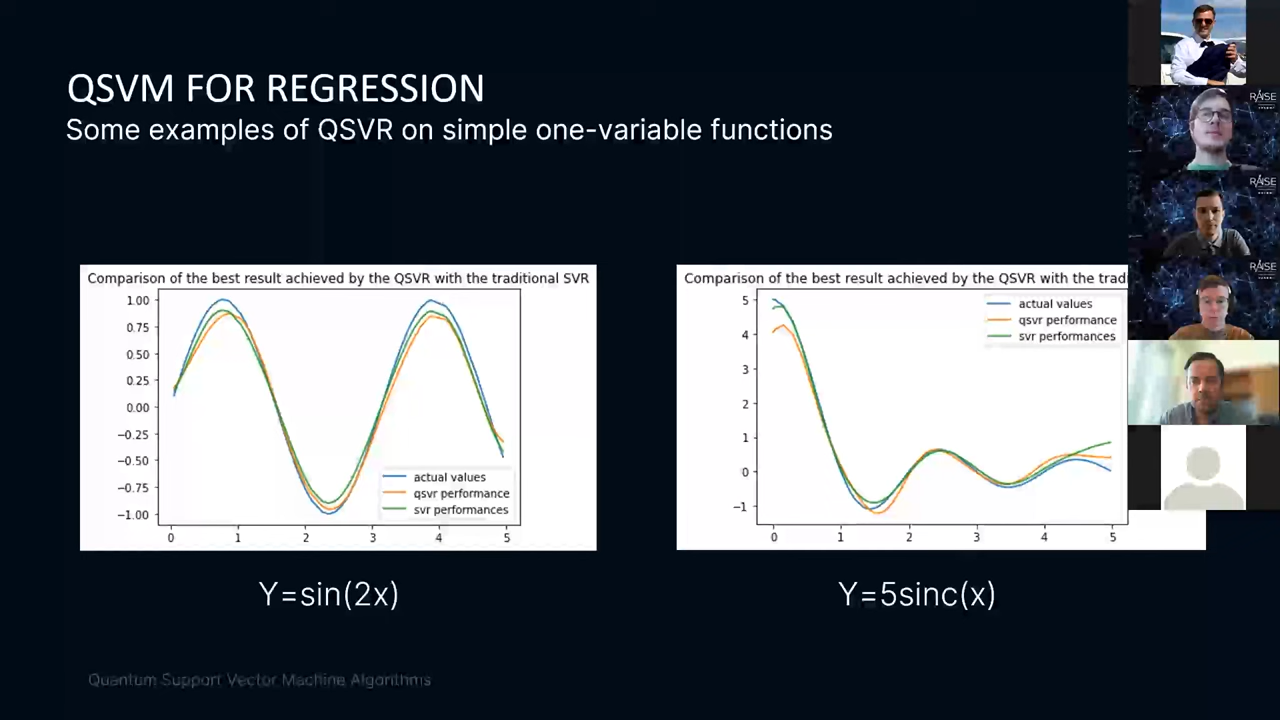 QSVM FOR REGRESSION
Some examples of QSVR on simple one-variable functions
Comparison of the best result achieved by the QSVR with the traditional SVR
1.00
0.75
0.50
0.25
0.00
−0.25
−0.50
−0.75
−1.00
0 1 2 3 4 5
actual values
qsvr performance
svr performances
Y=sin(2x)
Comparison of the best result achieved by the QSVR with the tradi
5
4
3
2
1
0
−1
0 1 2 3 4 5
actual values
qsvr performance
svr performances
Y=5sinc(x)
Quantum Support Vector Machine Algorithms
RAISE
RAISE
RAISE